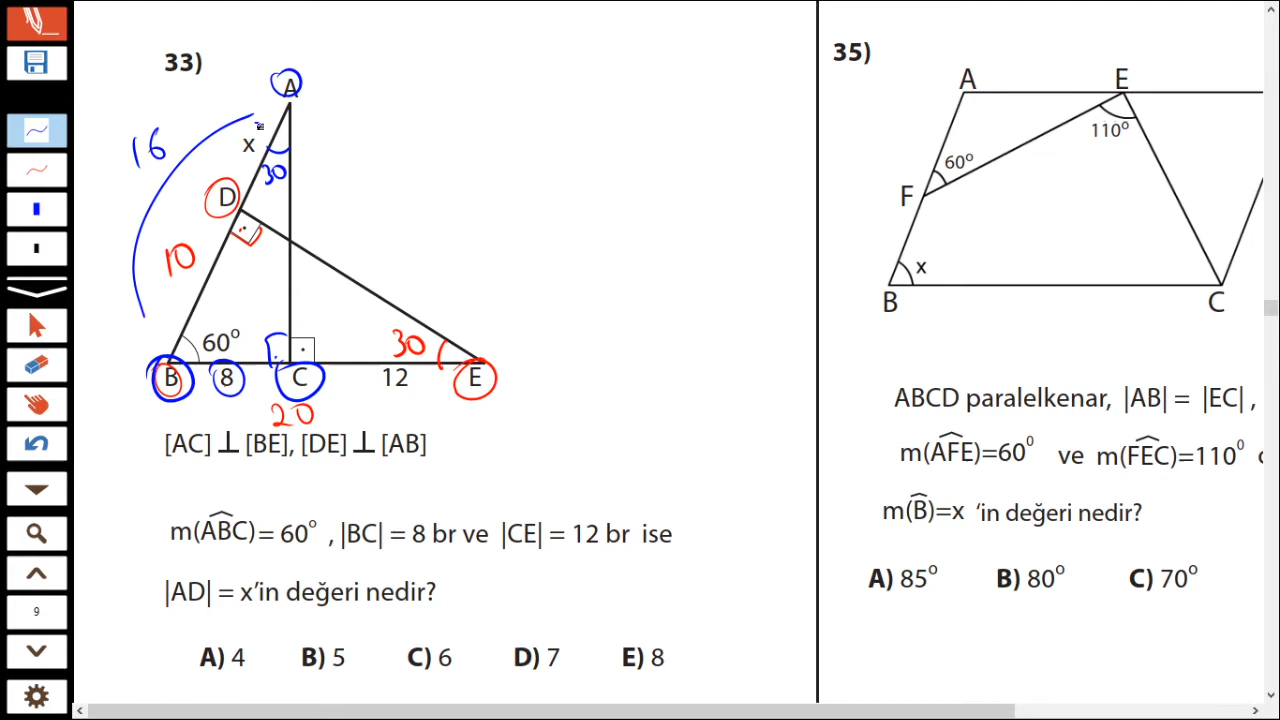 33)
A
16
x
30
D
10
60°
30
B
8
C
12
E
20
[AC] ⊥ [BE], [DE] ⊥ [AB]
m(ABC) = 60° , |BC| = 8 br ve |CE| = 12 br ise
|AD| = x'in değeri nedir?
A) 4 B) 5 C) 6 D) 7 E) 8
35)
A
E
110°
60°
F
x
B
C
ABCD paralelkenar, |AB| = |EC| ,
m(AFE)=60° ve m(FEC)=110°
m(B)=x 'in değeri nedir?
A) 85° B) 80° C) 70°
9